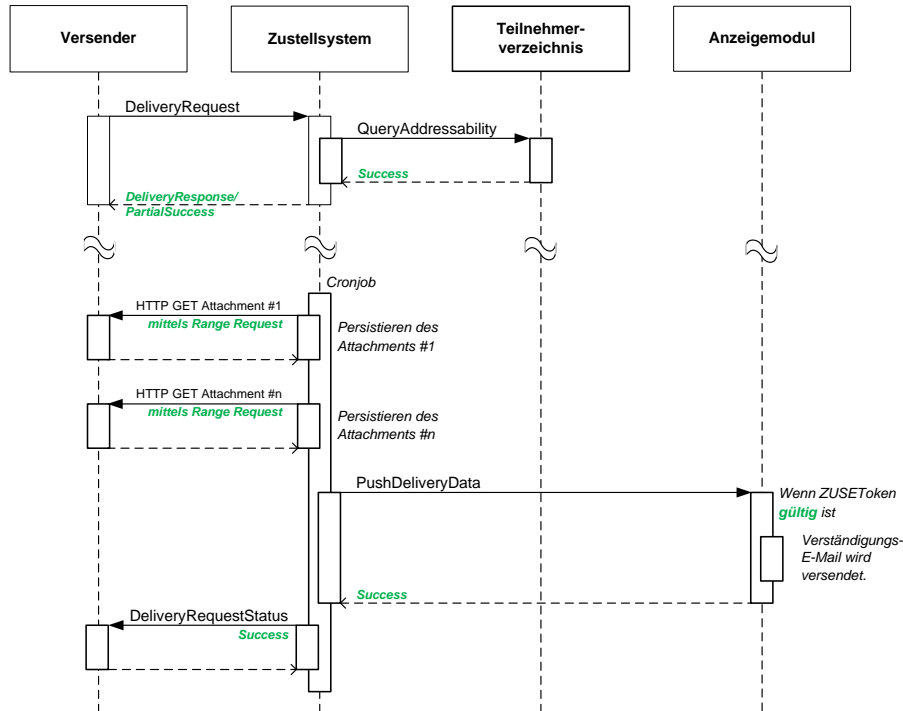 Versender
Zustellsystem
Teilnehmer-
verzeichnis
Anzeigemodul
DeliveryRequest
QueryAddressability
Success
DeliveryResponse/
PartialSuccess
Cronjob
HTTP GET Attachment #1
mittels Range Request
Persistieren des
Attachments #1
HTTP GET Attachment #n
mittels Range Request
Persistieren des
Attachments #n
PushDeliveryData
Wenn ZUSEToken
gültig ist
Verständigungs-
E-Mail wird
versendet.
Success
DeliveryRequestStatus
Success